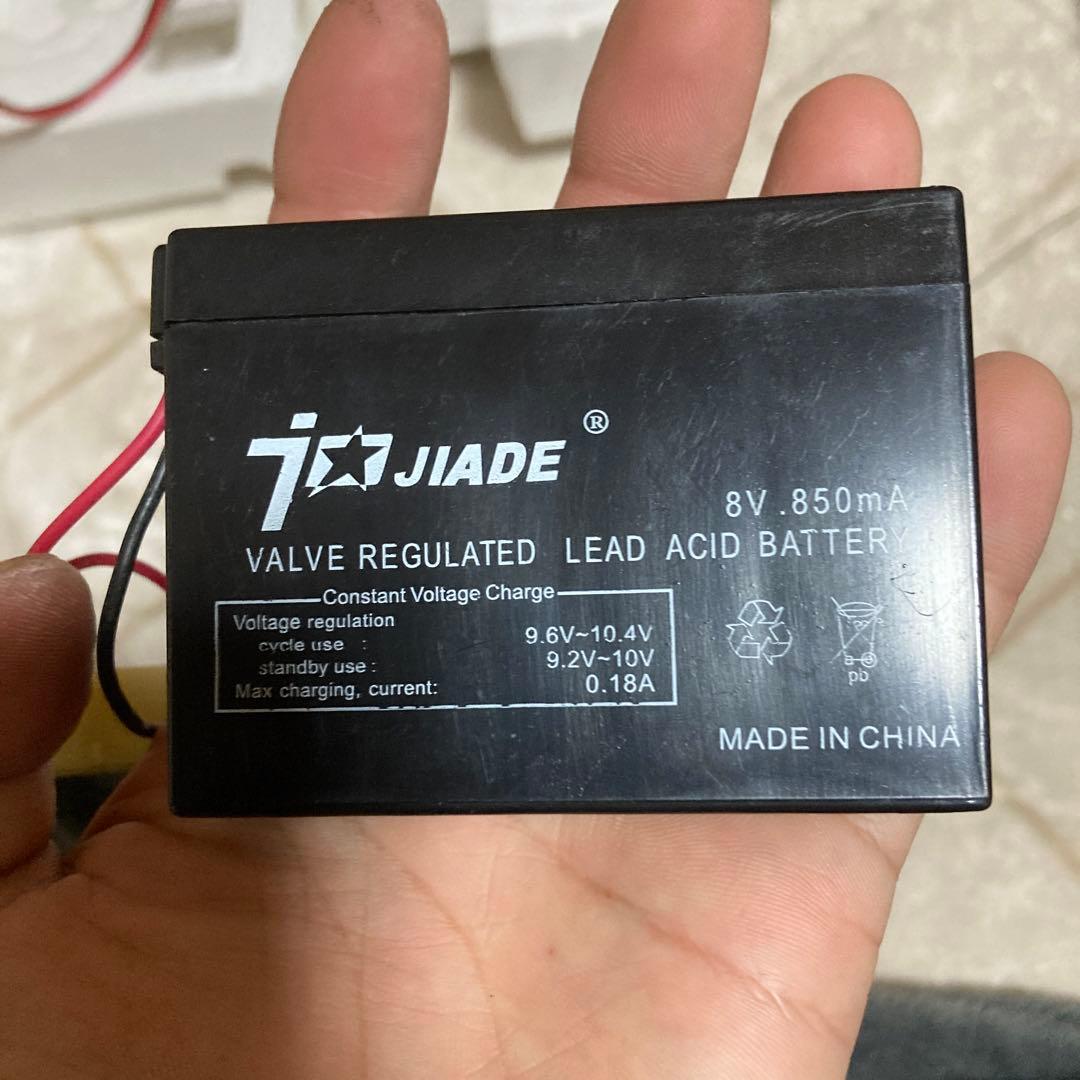 JIADE ®
8V .850mA
VALVE REGULATED LEAD ACID BATTERY
Constant Voltage Charge
Voltage regulation
cycle use : 9.6V~10.4V
standby use : 9.2V~10V
Max charging, current: 0.18A
pb
MADE IN CHINA